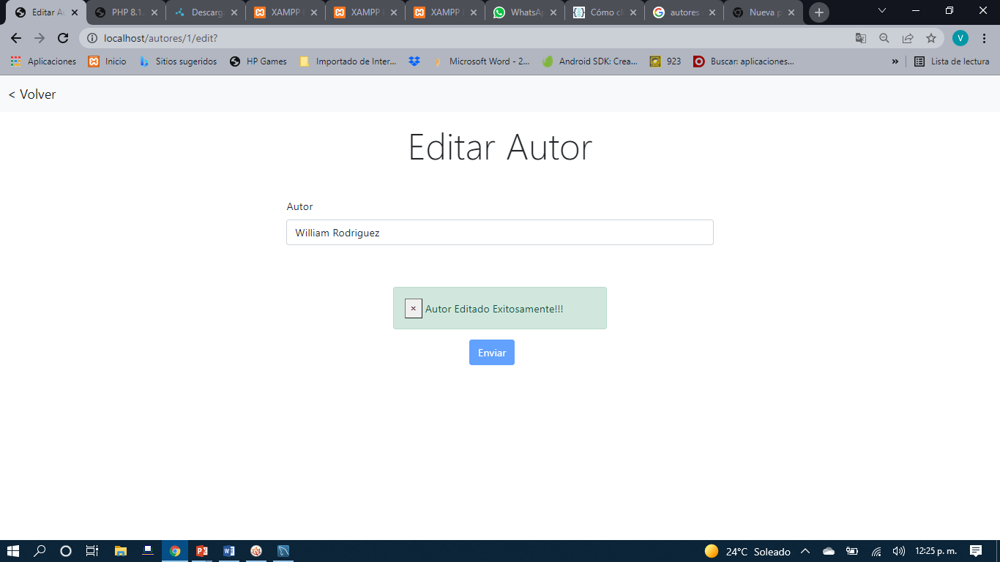 Editar Au
PHP 8.1.
Descarg
XAMPP
XAMPP
XAMPP
WhatsAp
Cómo cl
autores
Nueva p
localhost/autores/1/edit?
V
Aplicaciones
Inicio
Sitios sugeridos
HP Games
Importado de Inter...
Microsoft Word - 2...
Android SDK: Crea...
923
Buscar: aplicaciones...
»
Lista de lectura
< Volver
Editar Autor
Autor
William Rodriguez
× Autor Editado Exitosamente!!!
Enviar
24°C Soleado
12:25 p. m.